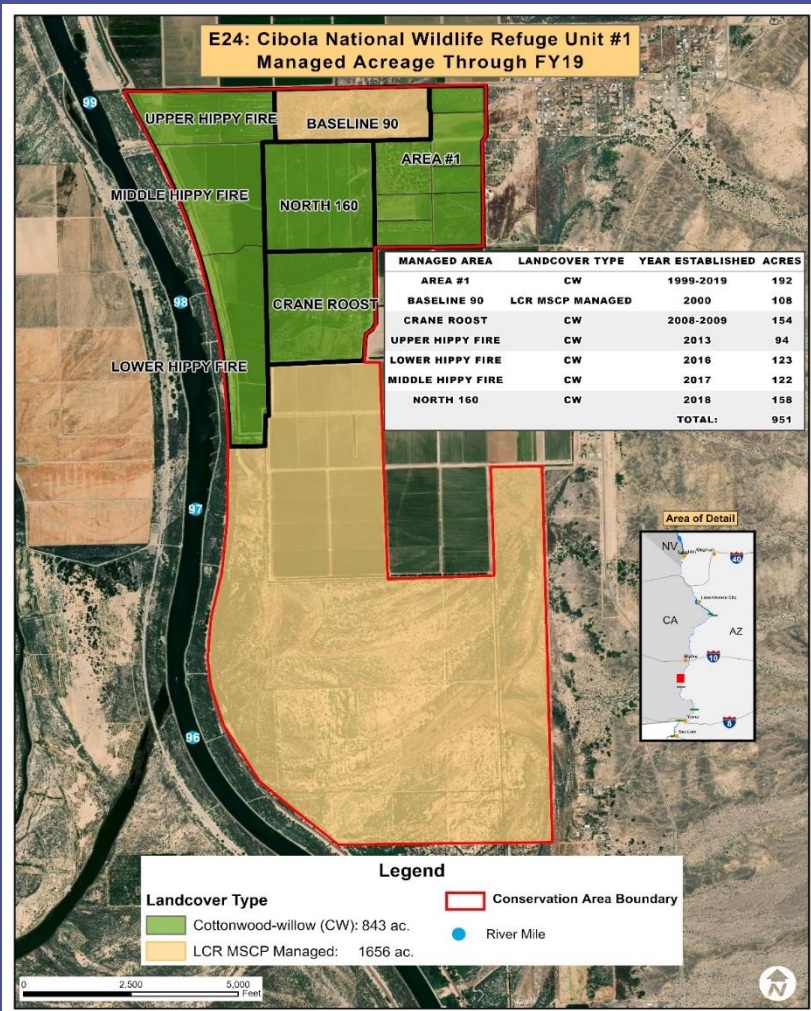 E24: Cibola National Wildlife Refuge Unit #1
Managed Acreage Through FY19
99
UPPER HIPPY FIRE
BASELINE 90
AREA #1
MIDDLE HIPPY FIRE
NORTH 160
98
CRANE ROOST
LOWER HIPPY FIRE
MANAGED AREA LANDCOVER TYPE YEAR ESTABLISHED ACRES
AREA #1 CW 1999-2019 192
BASELINE 90 LCR MSCP MANAGED 2000 108
CRANE ROOST CW 2008-2009 154
UPPER HIPPY FIRE CW 2013 94
LOWER HIPPY FIRE CW 2016 123
MIDDLE HIPPY FIRE CW 2017 122
NORTH 160 CW 2018 158
TOTAL: 951
97
96
Area of Detail
NV
40
CA
AZ
10
Yuma
8
Legend
Landcover Type
Cottonwood-willow (CW): 843 ac.
LCR MSCP Managed: 1656 ac.
Conservation Area Boundary
River Mile
0 2,500 5,000
Feet
N